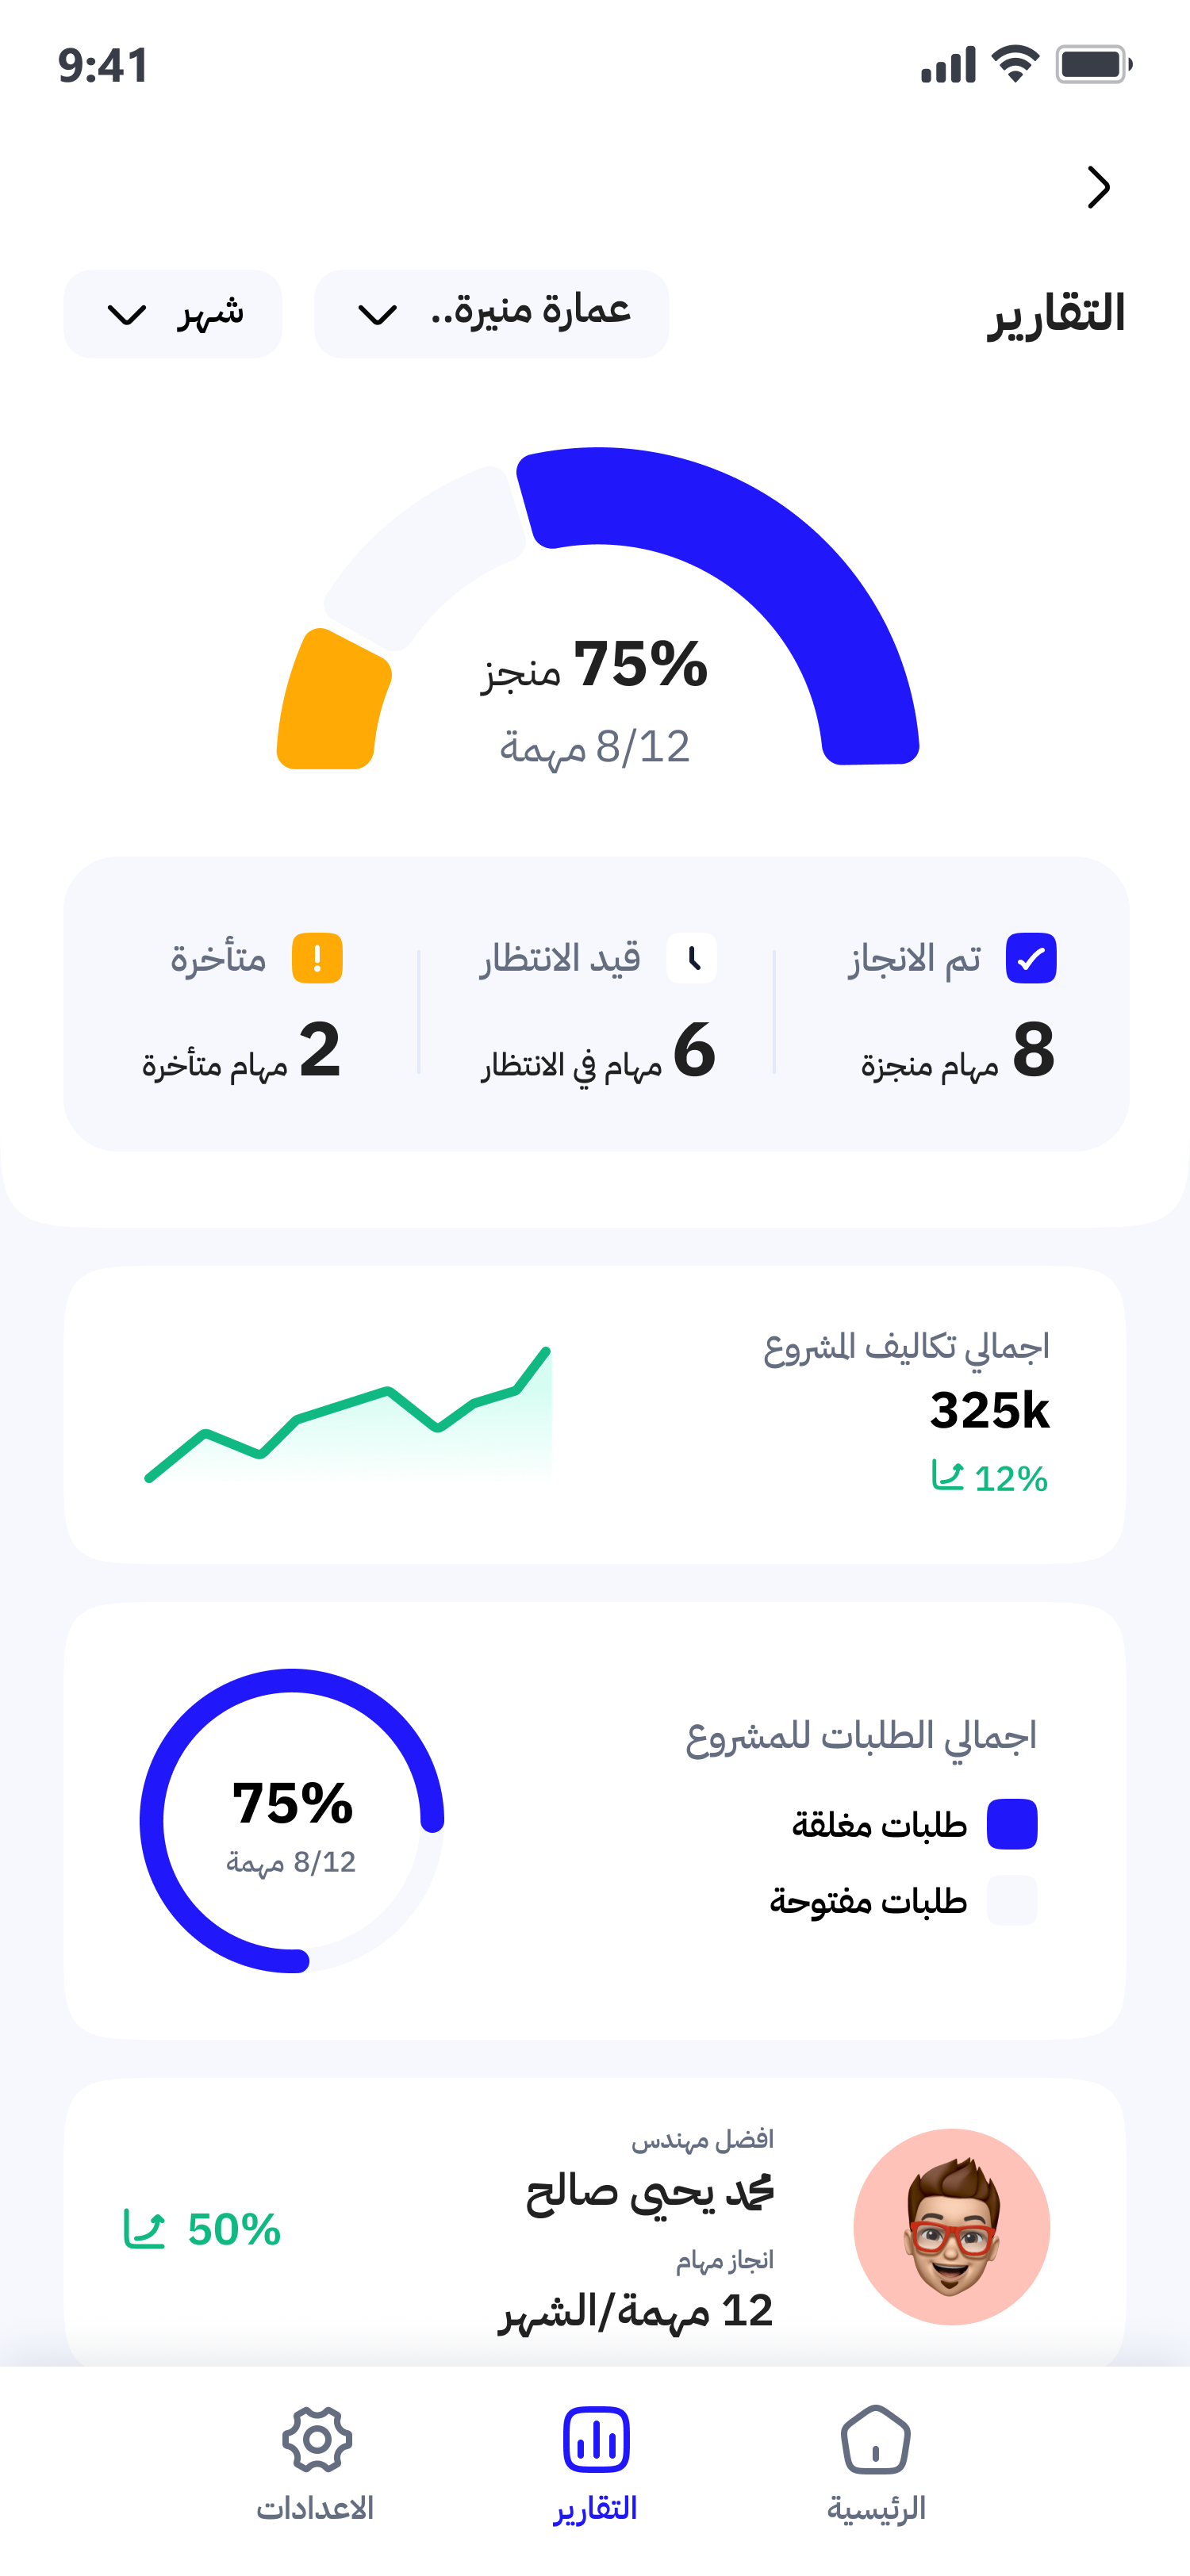 9:41
التقارير
عمارة منيرة..
شهر
75% منجز
8/12 مهمة
تم الانجاز
8 مهام منجزة
قيد الانتظار
6 مهام في الانتظار
متأخرة
2 مهام متأخرة
اجمالي تكاليف المشروع
325k
12%
اجمالي الطلبات للمشروع
طلبات مغلقة
طلبات مفتوحة
75%
8/12 مهمة
افضل مهندس
محمد يحيى صالح
انجاز مهام
12 مهمة/الشهر
50%
الرئيسية
التقارير
الاعدادات